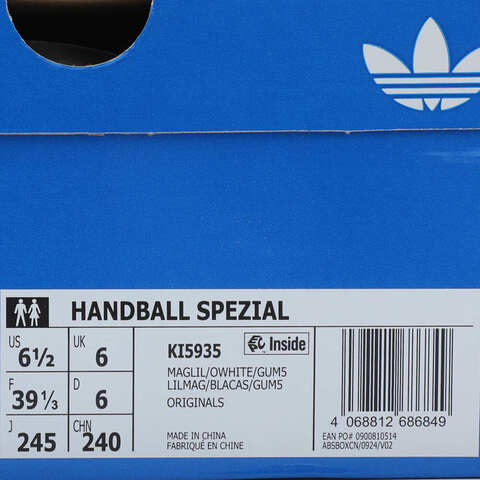 HANDBALL SPEZIAL
US 6½ UK 6
F 39⅓ D 6
J 245 CHN 240
KI5935 Inside
MAGLIL/OWHITE/GUM5
LILMAG/BLACAS/GUM5
ORIGINALS
MADE IN CHINA
FABRIQUÉ EN CHINE
4 068812 686849
EAN PO# 0900810514
ABSBOXCN/0924/V02